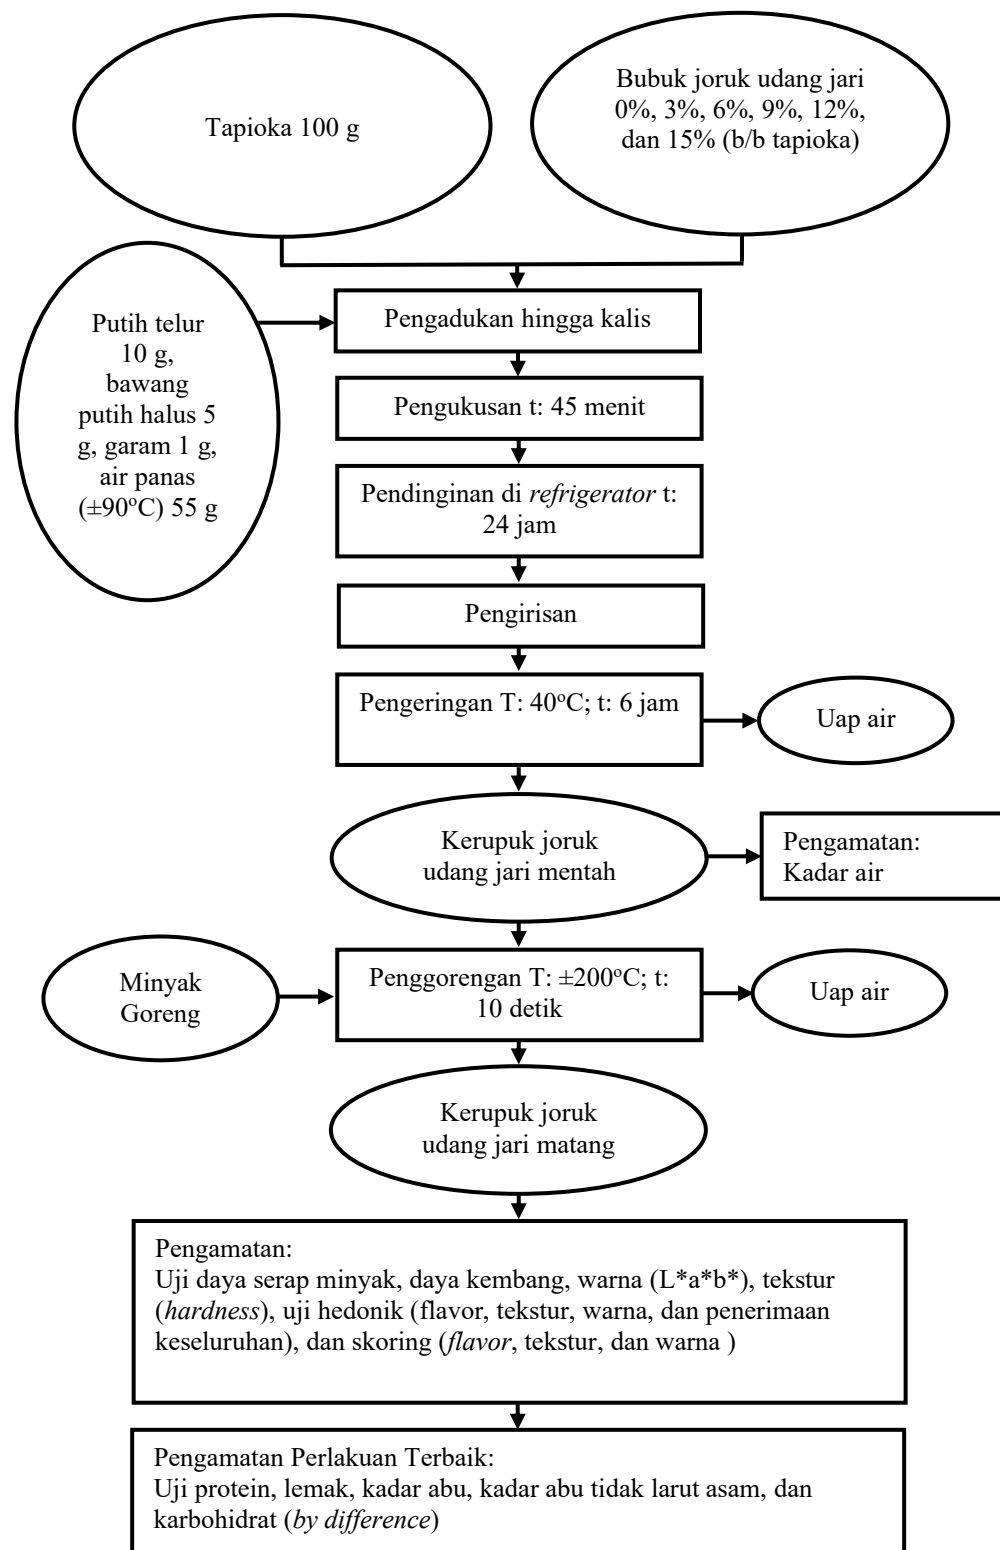 Tapioka 100 g
Bubuk joruk udang jari
0%, 3%, 6%, 9%, 12%,
dan 15% (b/b tapioka)
Putih telur
10 g,
bawang
putih halus 5
g, garam 1 g,
air panas
(±90ºC) 55 g
Pengadukan hingga kalis
Pengukusan t: 45 menit
Pendinginan di refrigerator t:
24 jam
Pengirisan
Pengeringan T: 40ºC; t: 6 jam
Uap air
Kerupuk joruk
udang jari mentah
Pengamatan:
Kadar air
Minyak
Goreng
Penggorengan T: ±200ºC; t:
10 detik
Uap air
Kerupuk joruk
udang jari matang
Pengamatan:
Uji daya serap minyak, daya kembang, warna (L*a*b*), tekstur
(hardness), uji hedonik (flavor, tekstur, warna, dan penerimaan
keseluruhan), dan skoring (flavor, tekstur, dan warna )
Pengamatan Perlakuan Terbaik:
Uji protein, lemak, kadar abu, kadar abu tidak larut asam, dan
karbohidrat (by difference)